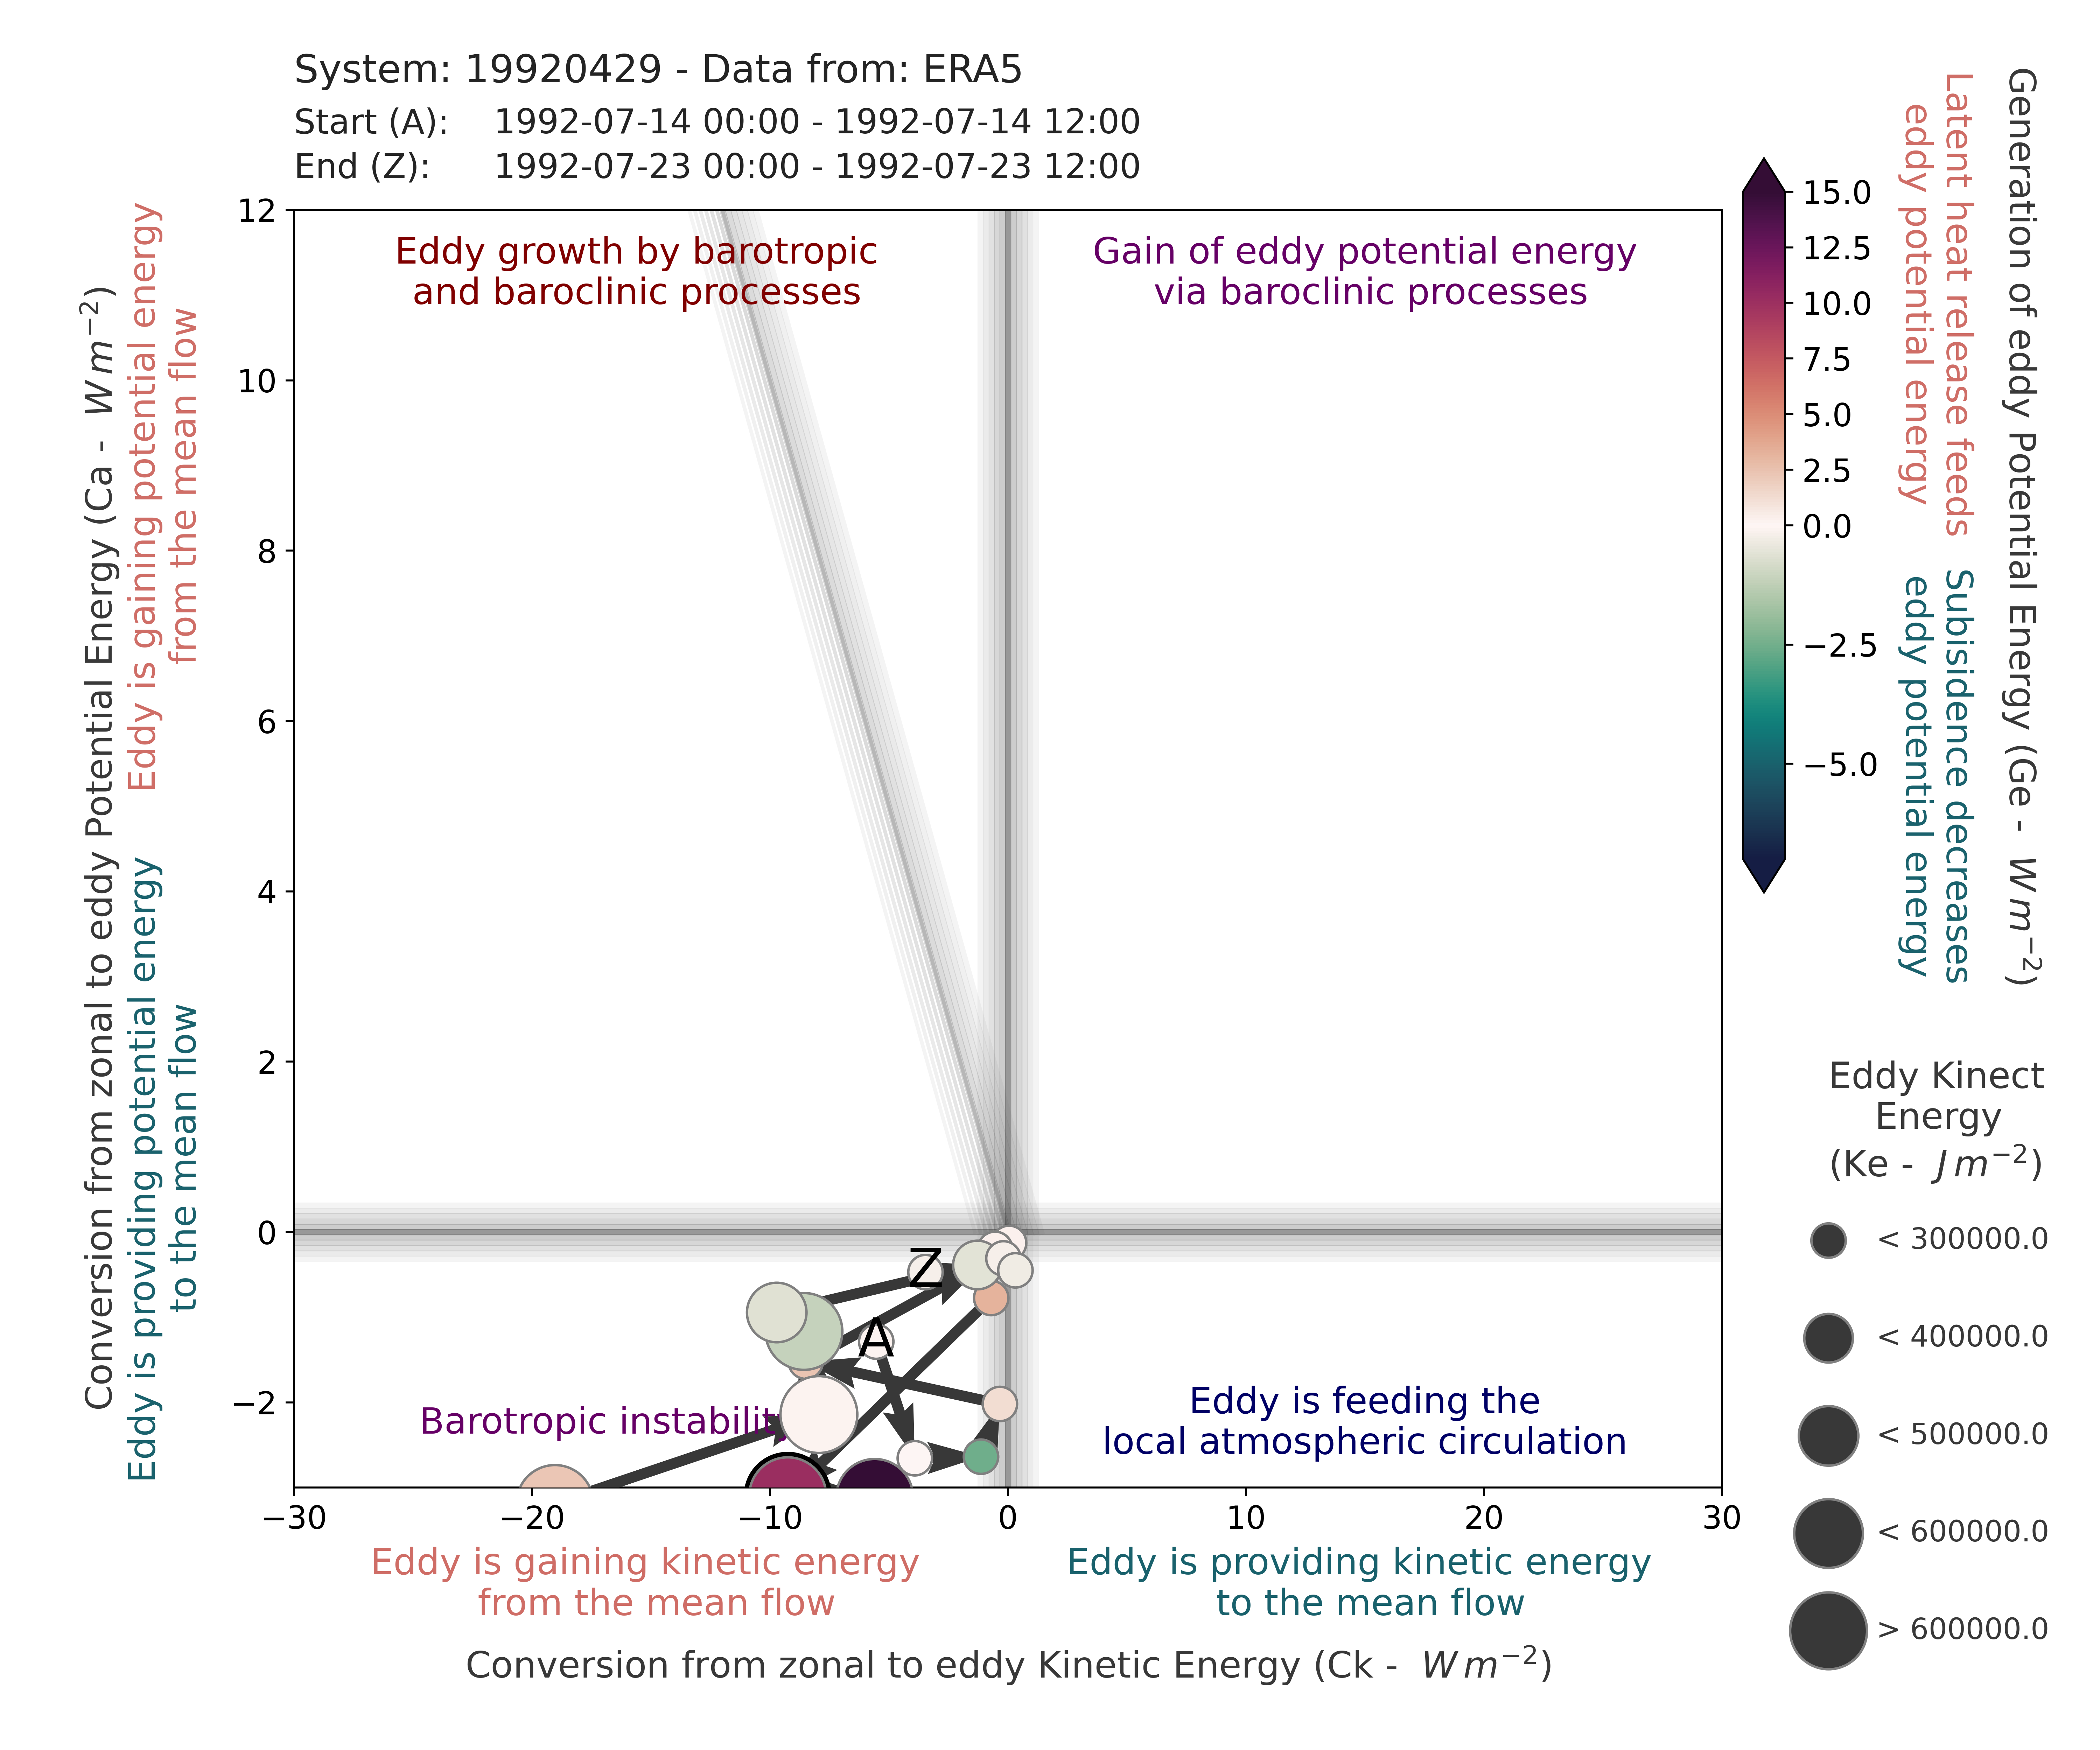 System: 19920429 - Data from: ERA5
Start (A): 1992-07-14 00:00 - 1992-07-14 12:00
End (Z): 1992-07-23 00:00 - 1992-07-23 12:00
Conversion from zonal to eddy Potential Energy (Ca - W m⁻²)
Eddy is gaining potential energy
from the mean flow
Eddy is providing potential energy
to the mean flow
12
10
8
6
4
2
0
−2
Eddy growth by barotropic
and baroclinic processes
Gain of eddy potential energy
via baroclinic processes
Z
A
Barotropic instability
Eddy is feeding the
local atmospheric circulation
−30
−20
−10
0
10
20
30
Eddy is gaining kinetic energy
from the mean flow
Eddy is providing kinetic energy
to the mean flow
Conversion from zonal to eddy Kinetic Energy (Ck - W m⁻²)
15.0
12.5
10.0
7.5
5.0
2.5
0.0
−2.5
−5.0
Latent heat release feeds
eddy potential energy
Subisidence decreases
eddy potential energy
Generation of eddy Potential Energy (Ge - W m⁻²)
Eddy Kinect
Energy
(Ke - J m⁻²)
< 300000.0
< 400000.0
< 500000.0
< 600000.0
> 600000.0